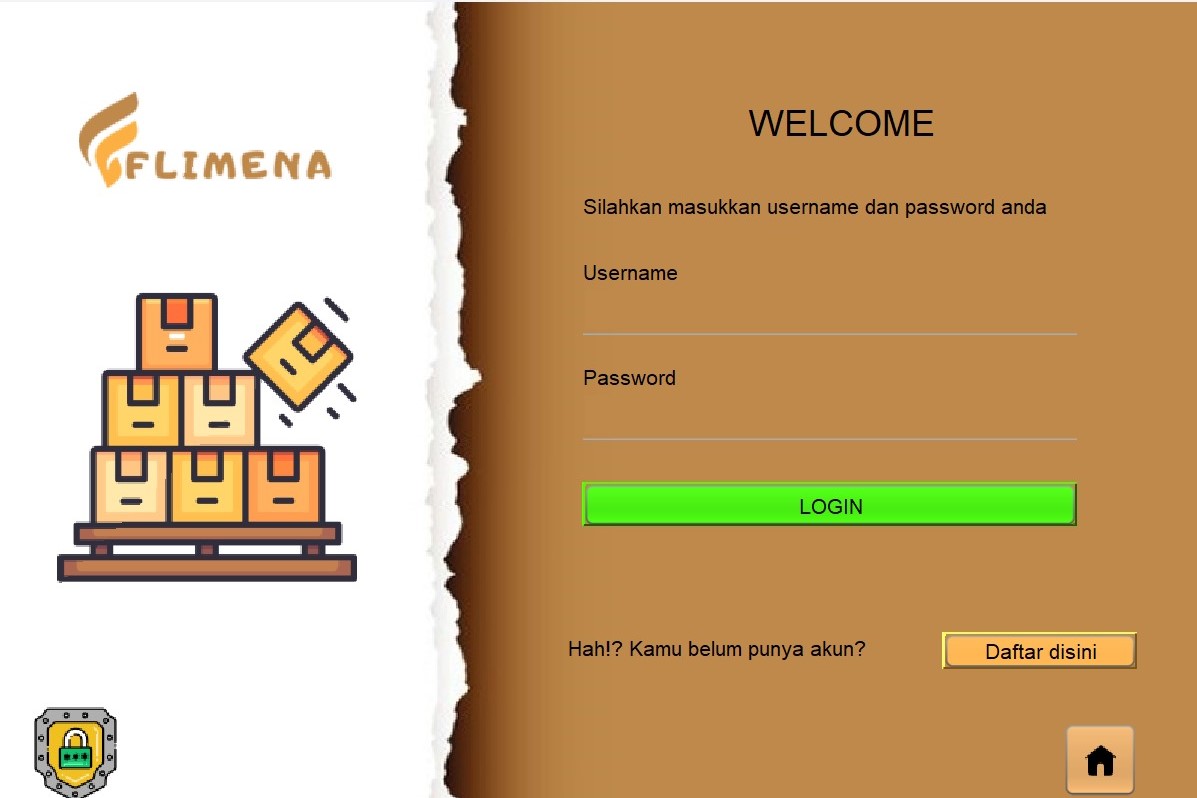 FLIMENA
WELCOME
Silahkan masukkan username dan password anda
Username
Password
LOGIN
Hah!? Kamu belum punya akun?
Daftar disini